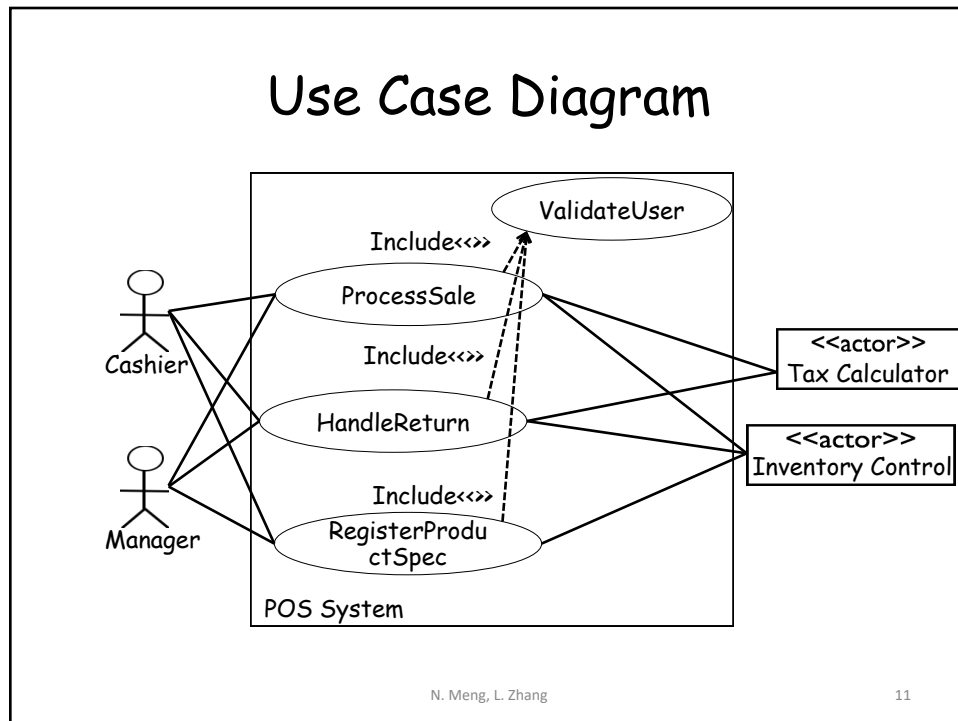 Use Case Diagram
ValidateUser
Include<<>>
ProcessSale
Cashier
Include<<>>
<<actor>>
Tax Calculator
HandleReturn
<<actor>>
Inventory Control
Manager
Include<<>>
RegisterProdu
ctSpec
POS System
N. Meng, L. Zhang
11